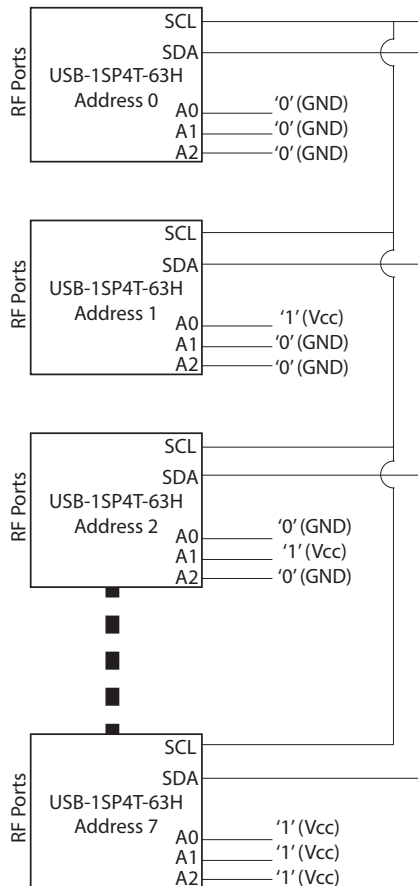 RF Ports
SCL
SDA
USB-1SP4T-63H
Address 0
A0 ‘0’ (GND)
A1 ‘0’ (GND)
A2 ‘0’ (GND)
RF Ports
SCL
SDA
USB-1SP4T-63H
Address 1
A0 ‘1’ (Vcc)
A1 ‘0’ (GND)
A2 ‘0’ (GND)
RF Ports
SCL
SDA
USB-1SP4T-63H
Address 2
A0 ‘0’ (GND)
A1 ‘1’ (Vcc)
A2 ‘0’ (GND)
RF Ports
SCL
SDA
USB-1SP4T-63H
Address 7
A0 ‘1’ (Vcc)
A1 ‘1’ (Vcc)
A2 ‘1’ (Vcc)